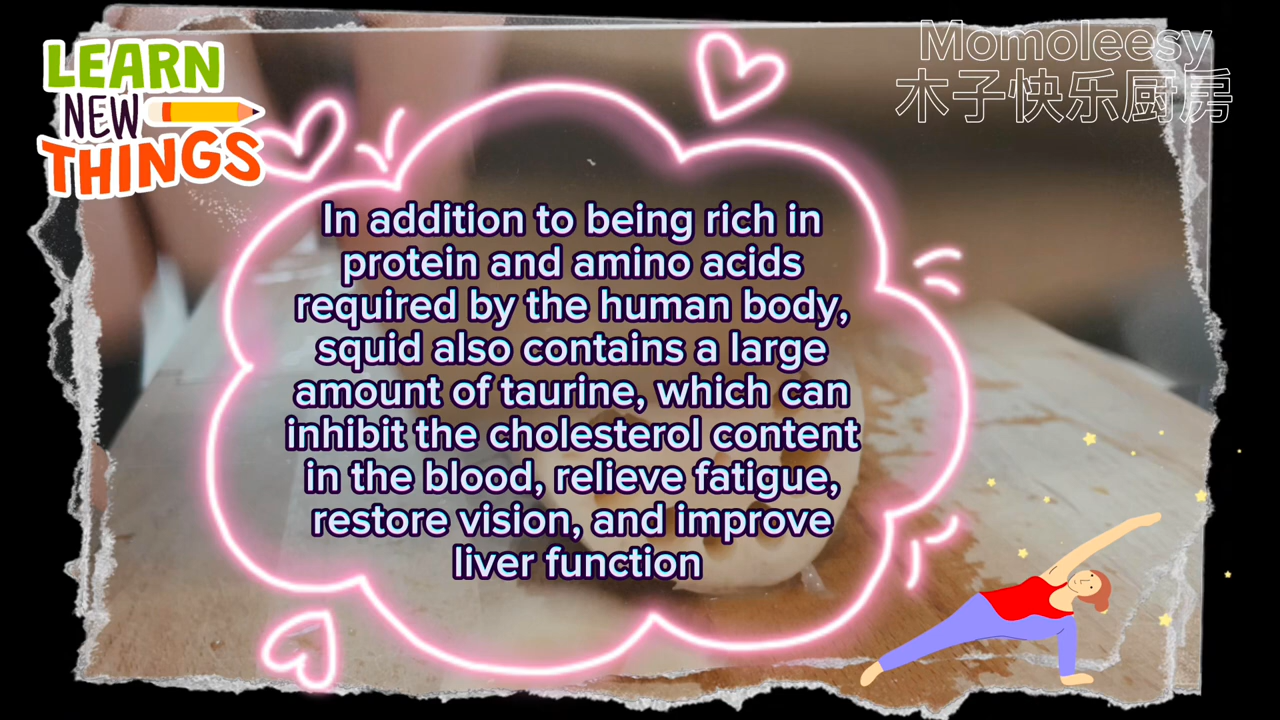 LEARN
NEW
THINGS
Momoleesy
木子快乐厨房
In addition to being rich in
protein and amino acids
required by the human body,
squid also contains a large
amount of taurine, which can
inhibit the cholesterol content
in the blood, relieve fatigue,
restore vision, and improve
liver function